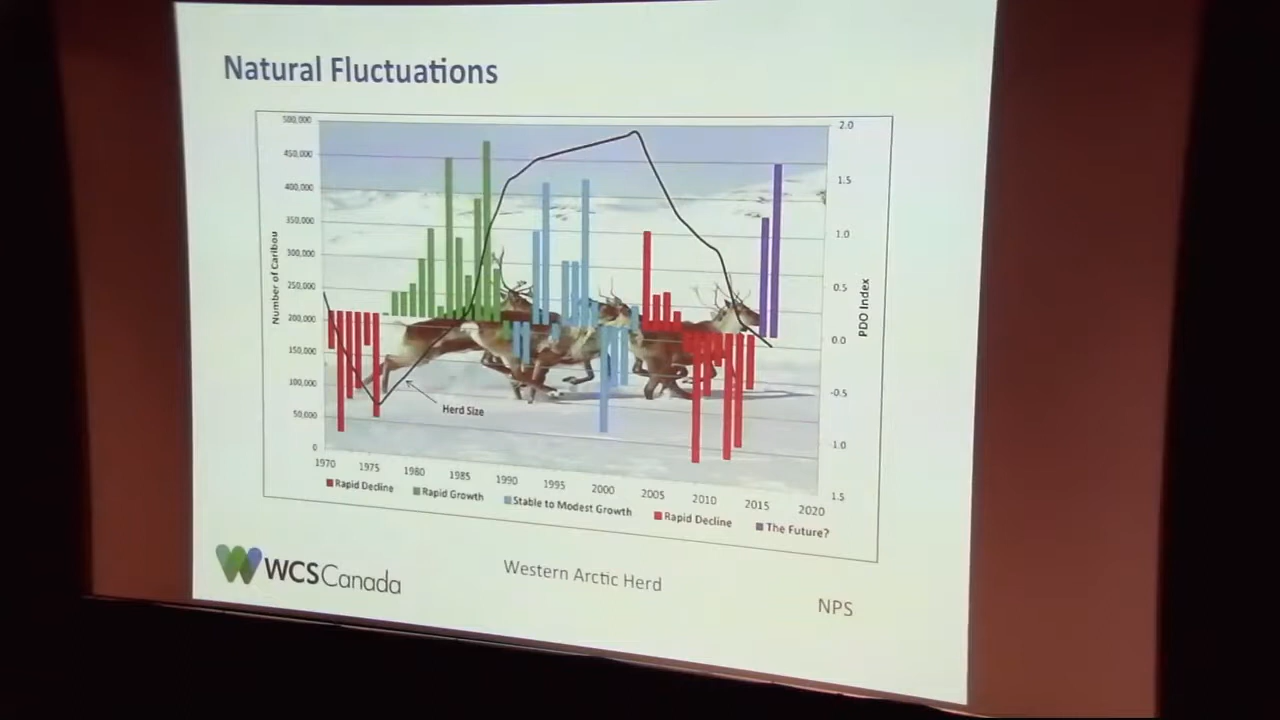 Natural Fluctuations
500,000
450,000
400,000
350,000
300,000
250,000
200,000
150,000
100,000
50,000
0
Number of Caribou
2.0
1.5
1.0
0.5
0.0
-0.5
1.0
1.5
PDO Index
Herd Size
1970 1975 1980 1985 1990 1995 2000 2005 2010 2015 2020
Rapid Decline Rapid Growth Stable to Modest Growth Rapid Decline The Future?
WCS Canada
Western Arctic Herd
NPS